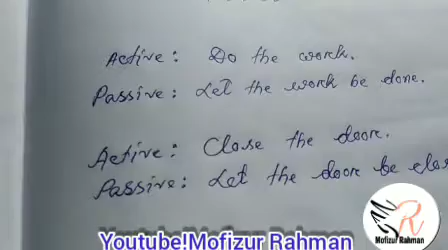 Active: Do the work.
Passive: Let the work be done.
Active: Close the door.
Passive: Let the door be clos
Mofizur Rahman
Youtube!Mofizur Rahman